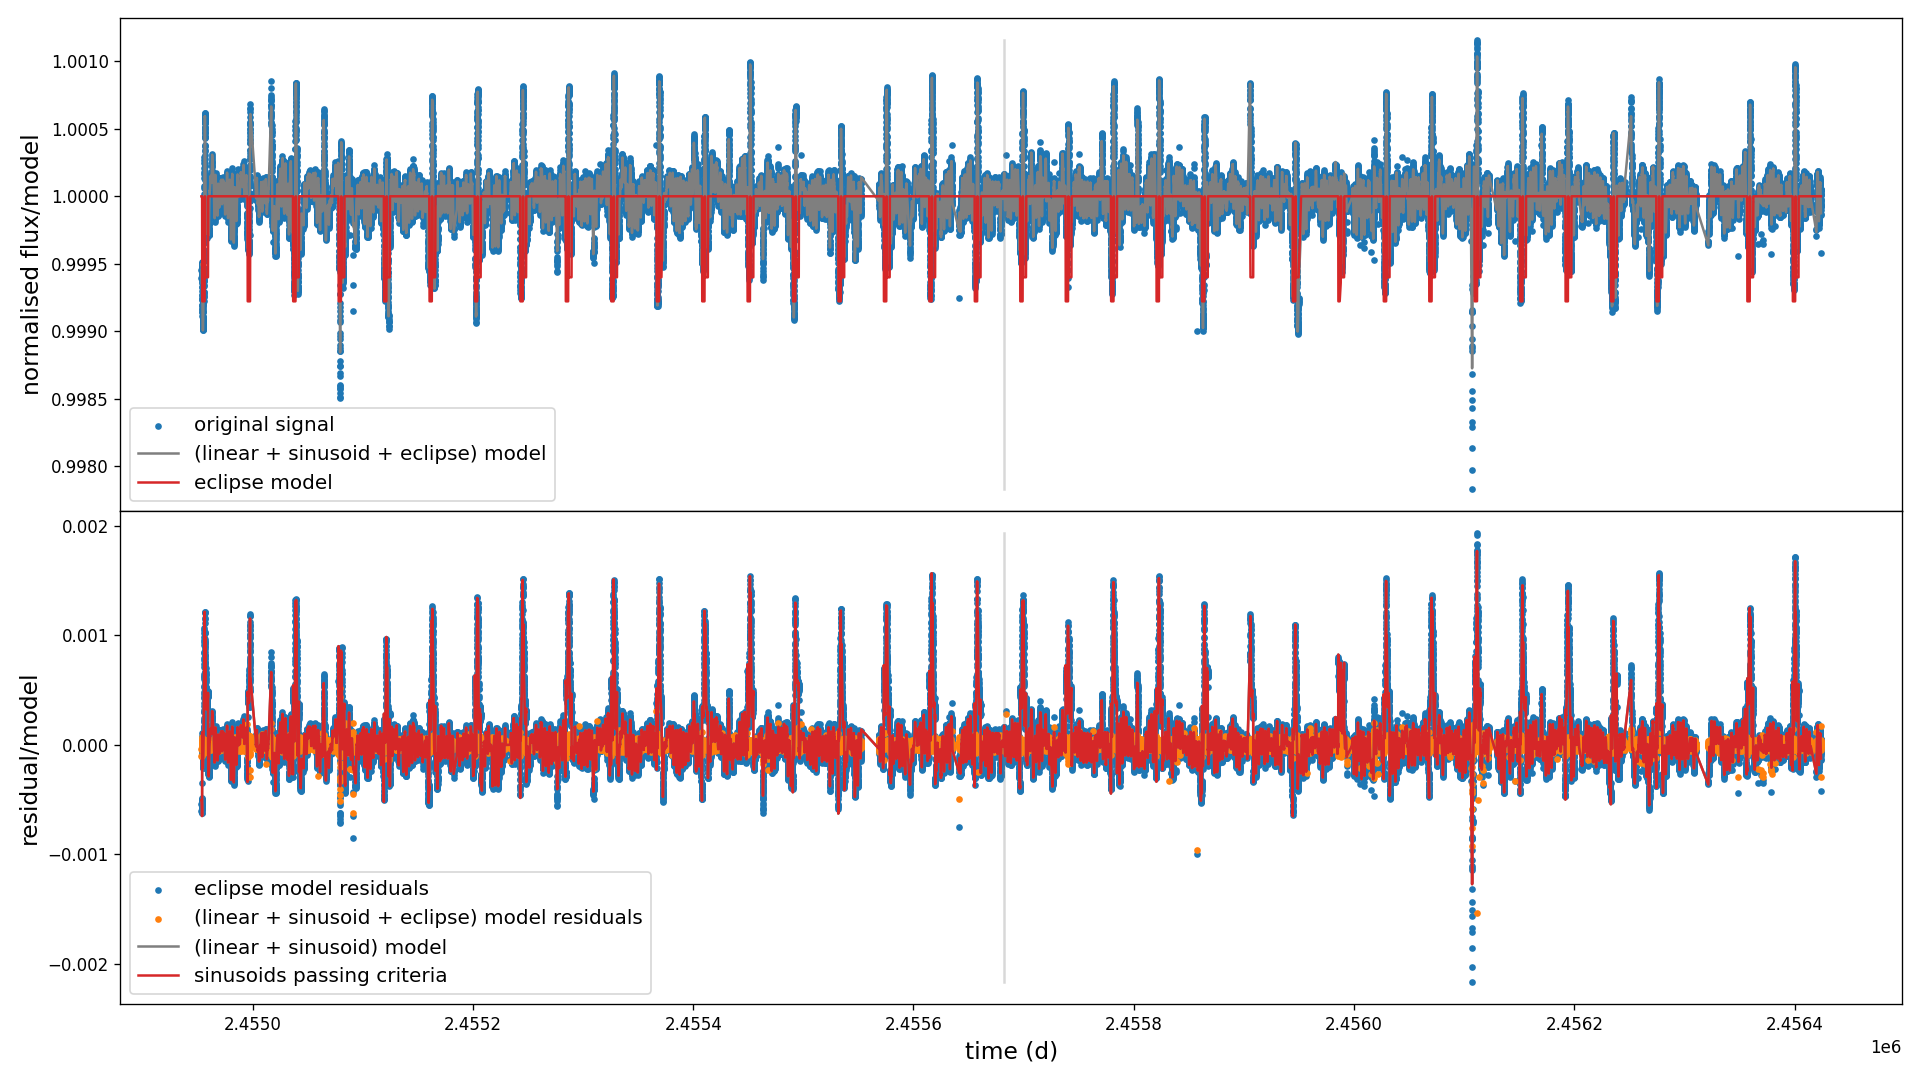 normalised flux/model
1.0010
1.0005
1.0000
0.9995
0.9990
0.9985
0.9980
original signal
(linear + sinusoid + eclipse) model
eclipse model
residual/model
0.002
0.001
0.000
−0.001
−0.002
eclipse model residuals
(linear + sinusoid + eclipse) model residuals
(linear + sinusoid) model
sinusoids passing criteria
2.4550 2.4552 2.4554 2.4556 2.4558 2.4560 2.4562 2.4564
time (d)
1e6